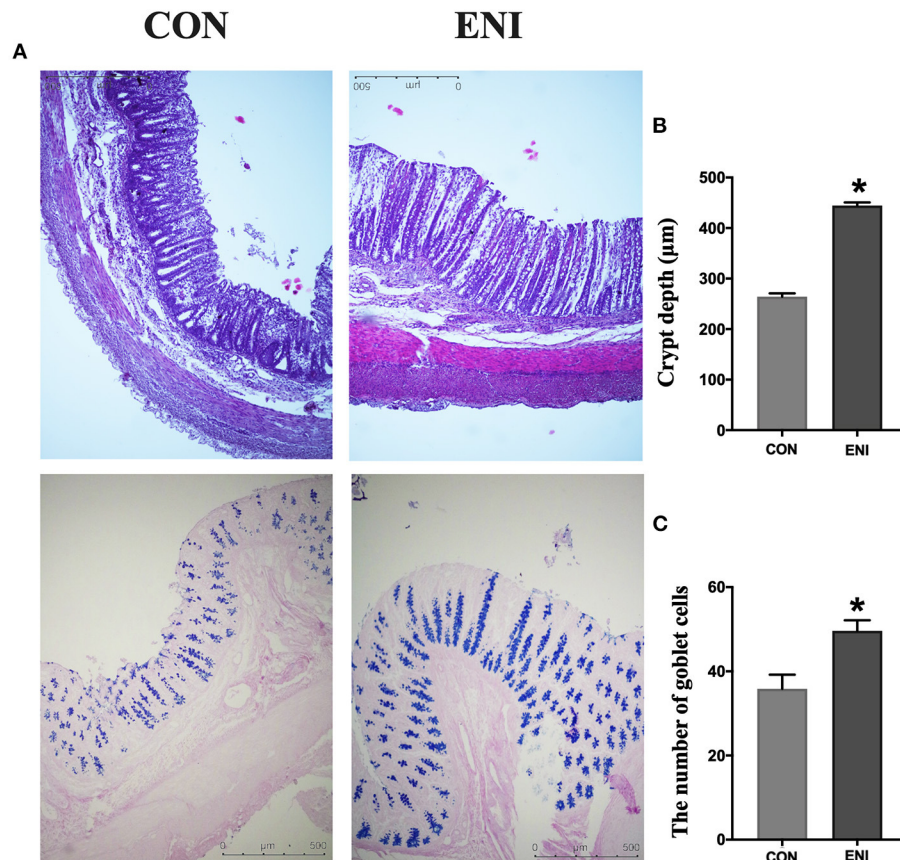 CON ENI
A
500 µm 0
B
500
400
300
200
100
0
Crypt depth (µm)
CON ENI
*
0 µm 500
0 µm 500
C
60
40
20
0
The number of goblet cells
CON ENI
*